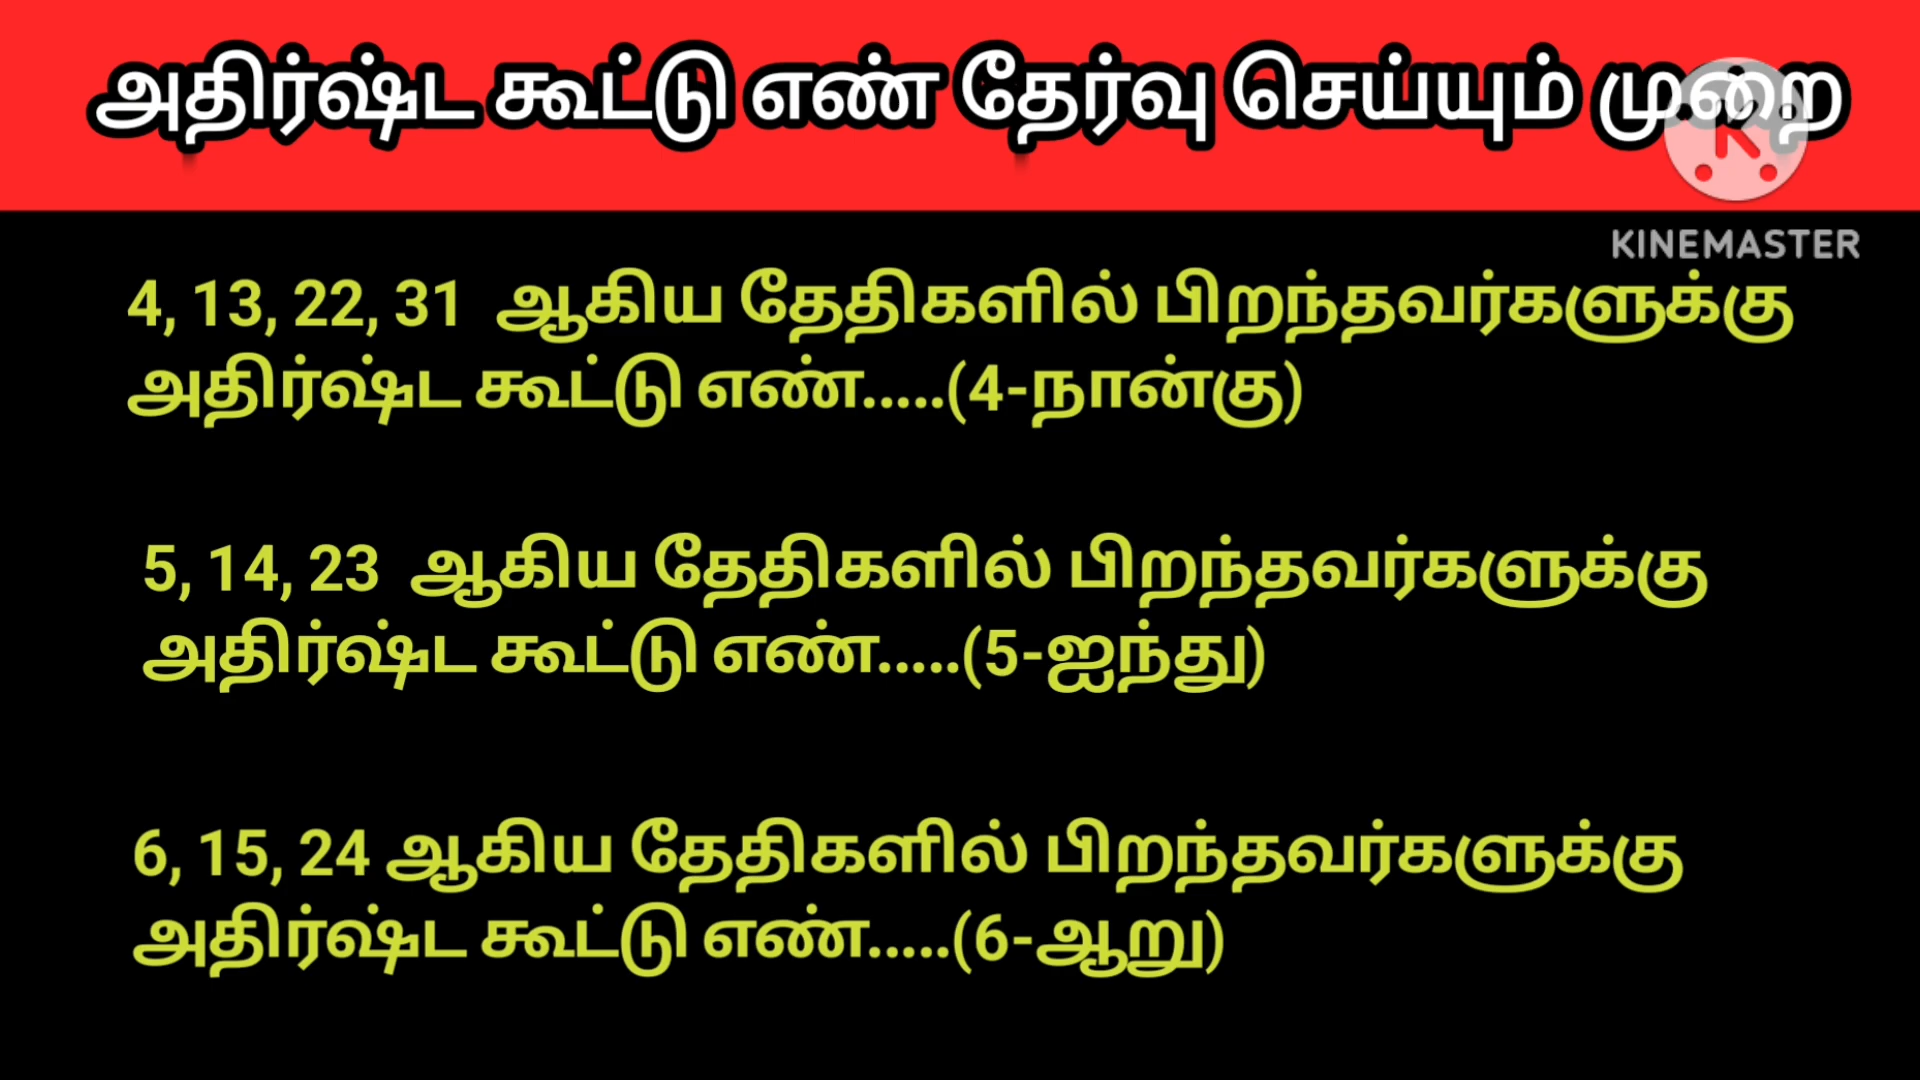 அதிர்ஷ்ட கூட்டு எண் தேர்வு செய்யும் முறை
KINEMASTER
4, 13, 22, 31 ஆகிய தேதிகளில் பிறந்தவர்களுக்கு
அதிர்ஷ்ட கூட்டு எண்.....(4-நான்கு)
5, 14, 23 ஆகிய தேதிகளில் பிறந்தவர்களுக்கு
அதிர்ஷ்ட கூட்டு எண்.....(5-ஐந்து)
6, 15, 24 ஆகிய தேதிகளில் பிறந்தவர்களுக்கு
அதிர்ஷ்ட கூட்டு எண்.....(6-ஆறு)